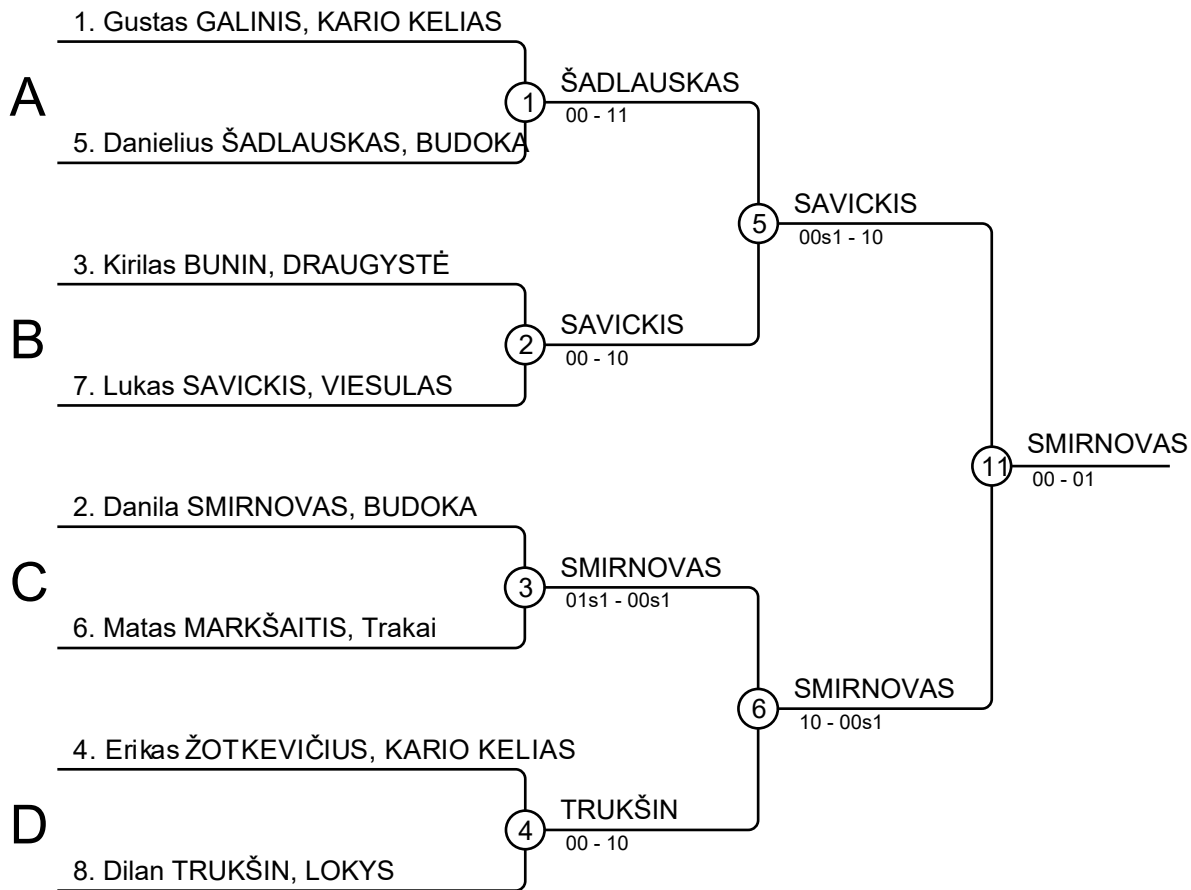 1. Gustas GALINIS, KARIO KELIAS
A
1
ŠADLAUSKAS
00 - 11
5. Danielius ŠADLAUSKAS, BUDOKA
5
SAVICKIS
00s1 - 10
3. Kirilas BUNIN, DRAUGYSTĖ
B
2
SAVICKIS
00 - 10
7. Lukas SAVICKIS, VIESULAS
11
SMIRNOVAS
00 - 01
2. Danila SMIRNOVAS, BUDOKA
C
3
SMIRNOVAS
01s1 - 00s1
6. Matas MARKŠAITIS, Trakai
6
SMIRNOVAS
10 - 00s1
4. Erikas ŽOTKEVIČIUS, KARIO KELIAS
D
4
TRUKŠIN
00 - 10
8. Dilan TRUKŠIN, LOKYS